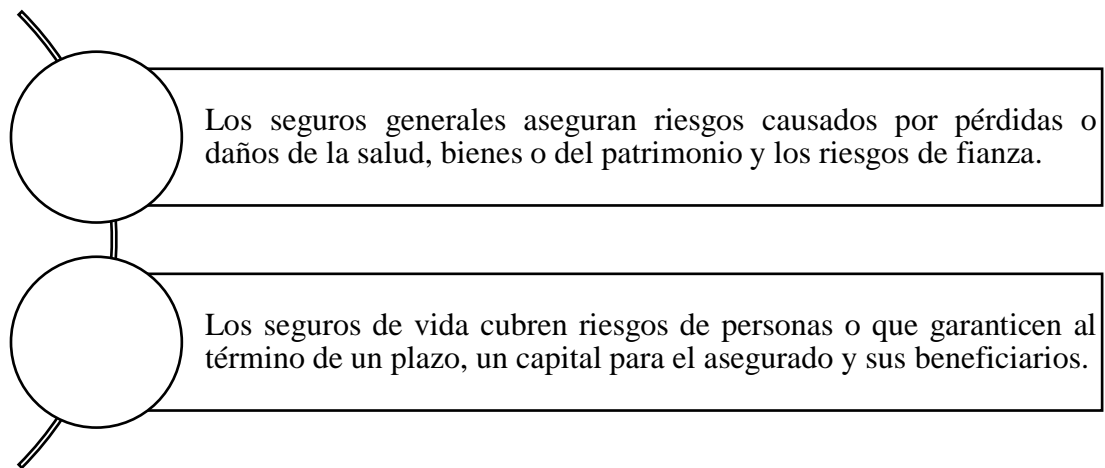 Los seguros generales aseguran riesgos causados por pérdidas o
daños de la salud, bienes o del patrimonio y los riesgos de fianza.
Los seguros de vida cubren riesgos de personas o que garanticen al
término de un plazo, un capital para el asegurado y sus beneficiarios.